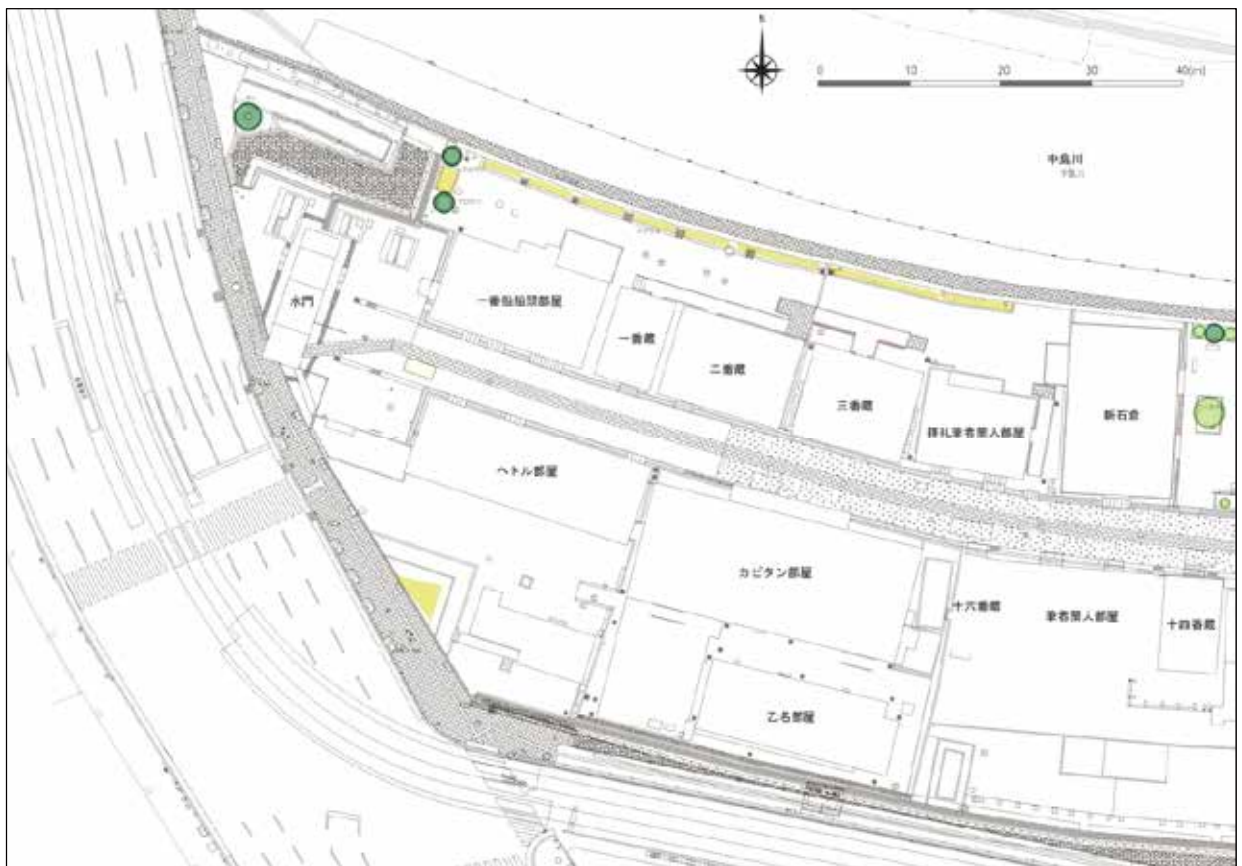 N
0 10 20 30 40(m)
中島川
水門
一番船船頭部屋
一番蔵
二番蔵
三番蔵
拝礼筆者蘭人部屋
新石倉
ヘトル部屋
カピタン部屋
十六番蔵
筆者蘭人部屋
十四番蔵
乙名部屋